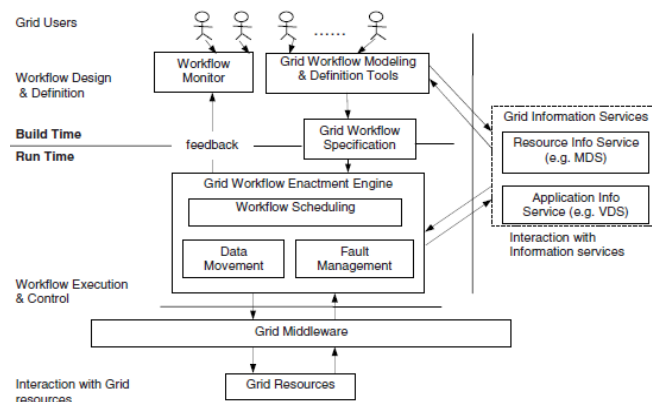 Grid Users
......
Workflow Design
& Definition
Workflow
Monitor
Grid Workflow Modeling
& Definition Tools
Build Time
Run Time
feedback
Grid Workflow
Specification
Grid Information Services
Resource Info Service
(e.g. MDS)
Application Info
Service (e.g. VDS)
Interaction with
Information services
Grid Workflow Enactment Engine
Workflow Scheduling
Data
Movement
Fault
Management
Workflow Execution
& Control
Grid Middleware
Interaction with Grid
resources
Grid Resources